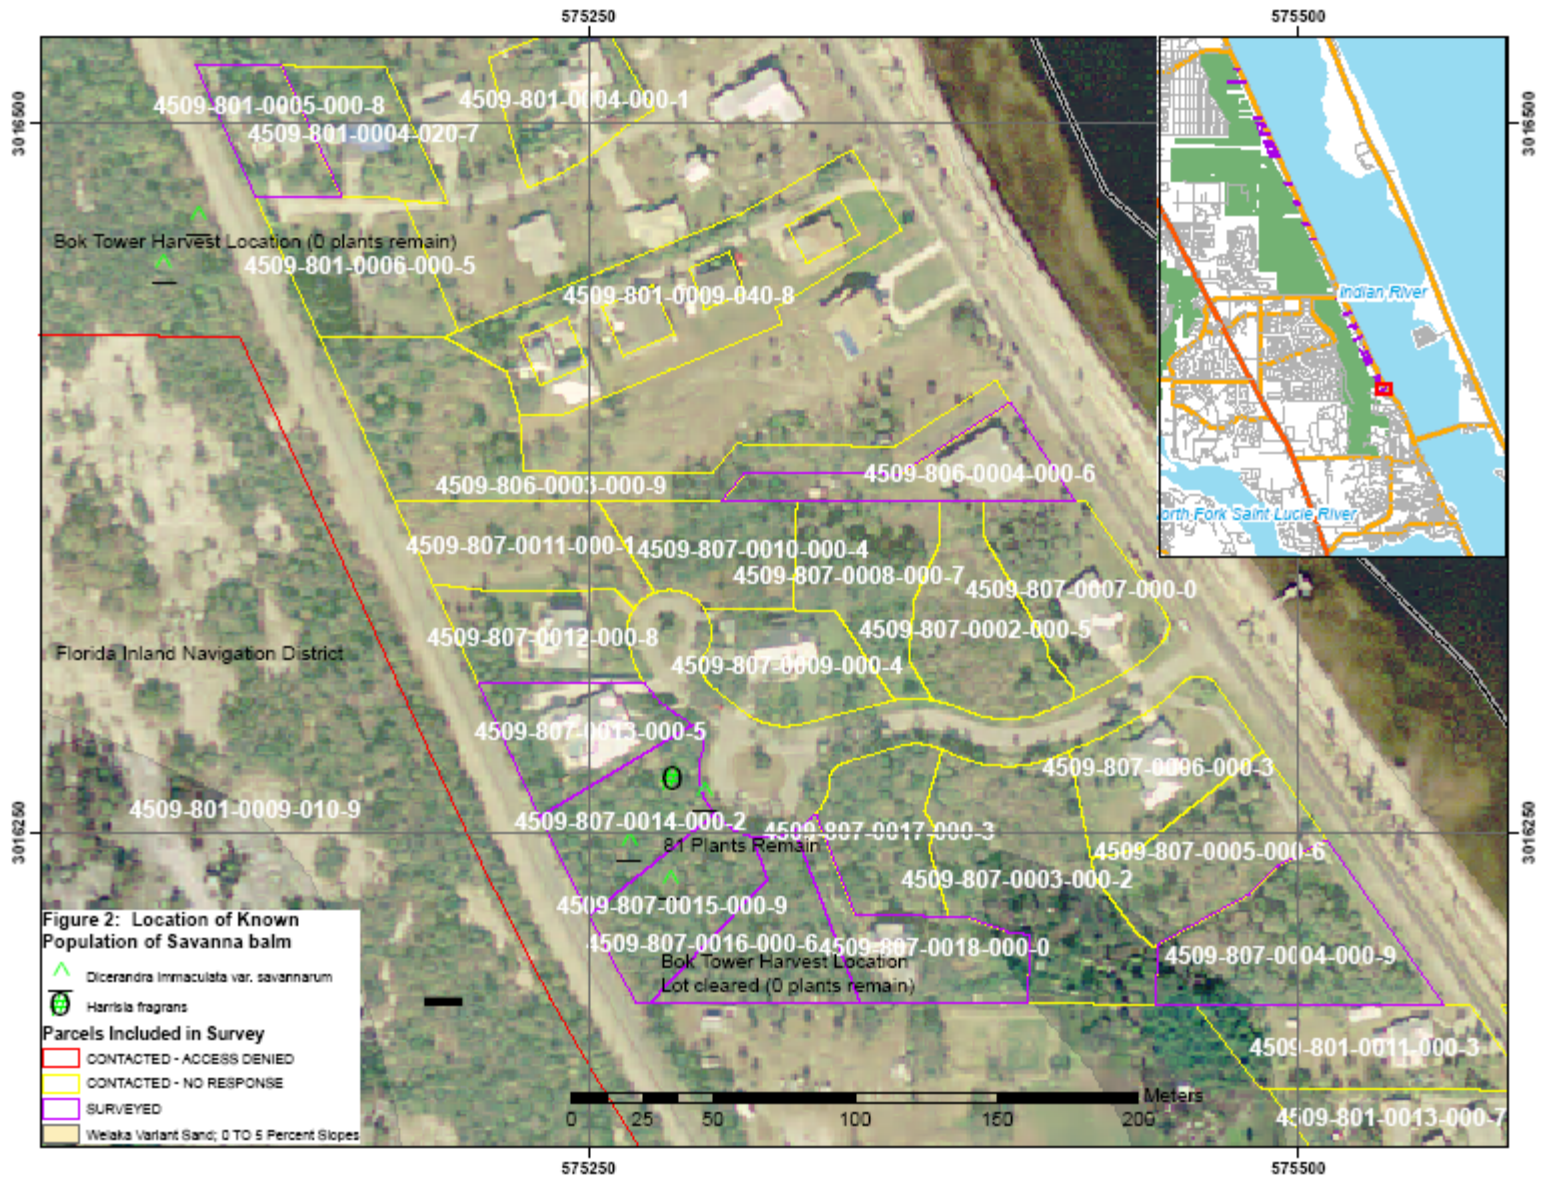 575250
575500
3016500
3016500
4509-801-0005-000-8
4509-801-0004-000-1
4509-801-0004-020-7
Bok Tower Harvest Location (0 plants remain)
4509-801-0006-000-5
4509-801-0009-040-8
Indian River
4509-806-0004-000-6
4509-806-0003-000-9
orth Fork Saint Lucie River
4509-807-0011-000-1
4509-807-0010-000-4
4509-807-0008-000-7
4509-807-0007-000-0
4509-807-0002-000-5
4509-807-0012-000-8
Florida Inland Navigation District
4509-807-0009-000-4
4509-807-0013-000-5
4509-807-0006-000-3
4509-801-0009-010-9
4509-807-0014-000-2
4509-807-0017-000-3
3016250
3016250
81 Plants Remain
4509-807-0005-000-6
4509-807-0003-000-2
4509-807-0015-000-9
4509-807-0016-000-6
4509-807-0018-000-0
4509-807-0004-000-9
Bok Tower Harvest Location
Lot cleared (0 plants remain)
4509-801-0011-000-3
4509-801-0013-000-7
Figure 2: Location of Known
Population of Savanna balm
Dicerandra immaculata var. savannarum
Harrisia fragrans
Parcels Included in Survey
CONTACTED - ACCESS DENIED
CONTACTED - NO RESPONSE
SURVEYED
Welaka Variant Sand; 0 TO 5 Percent Slopes
Meters
0 25 50 100 150 200
575250
575500